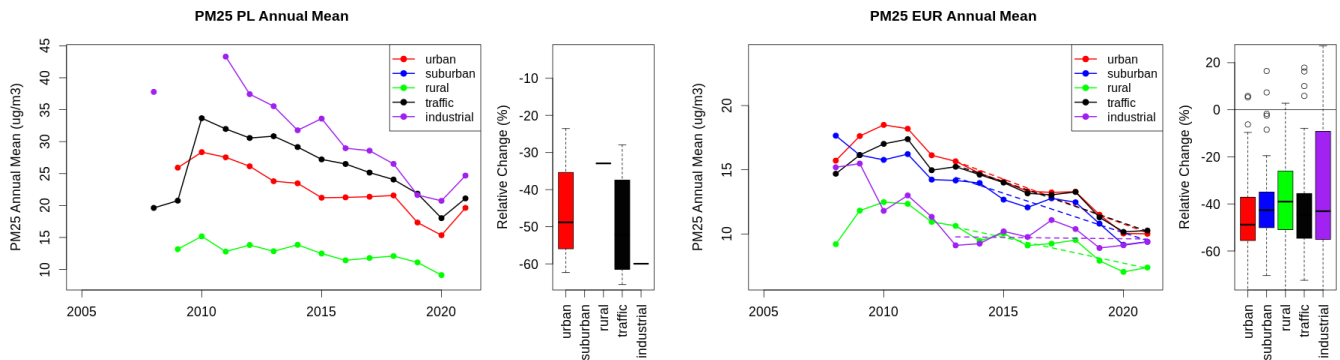 PM25 PL Annual Mean
PM25 Annual Mean (ug/m3)
45
40
35
30
25
20
15
10
2005
2010
2015
2020
urban
suburban
rural
traffic
industrial
Relative Change (%)
-10
-30
-40
-50
-60
urban
suburban
rural
traffic
industrial
PM25 EUR Annual Mean
PM25 Annual Mean (ug/m3)
20
15
10
2005
2010
2015
2020
urban
suburban
rural
traffic
industrial
Relative Change (%)
20
0
-20
-40
-60
urban
suburban
rural
traffic
industrial